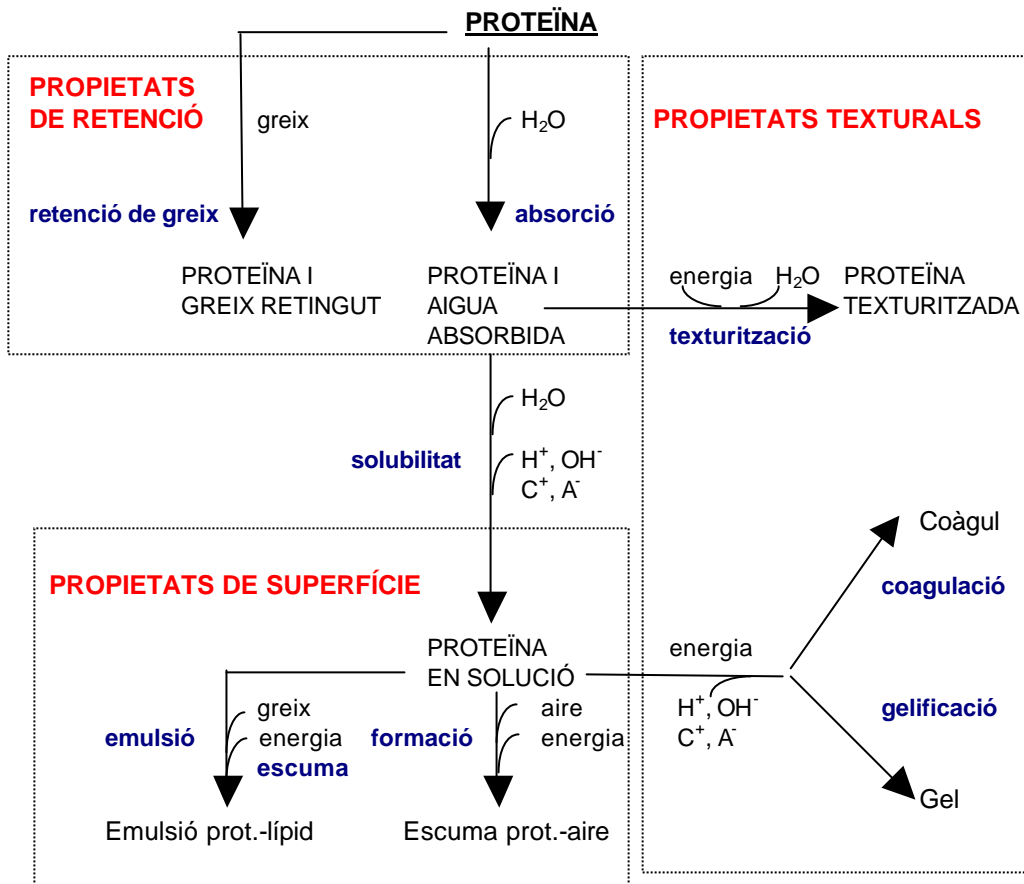 PROTEÏNA
PROPIETATS
DE RETENCIÓ
greix
H₂O
PROPIETATS TEXTURALS
retenció de greix
absorció
PROTEÏNA I
GREIX RETINGUT
PROTEÏNA I
AIGUA
ABSORBIDA
energia
H₂O
PROTEÏNA
TEXTURITZADA
texturització
H₂O
solubilitat
H⁺, OH⁻
C⁺, A⁻
Coàgul
coagulació
PROPIETATS DE SUPERFÍCIE
PROTEÏNA
EN SOLUCIÓ
energia
H⁺, OH⁻
C⁺, A⁻
gelificació
Gel
emulsió
greix
energia
escuma
formació
aire
energia
Emulsió prot.-lípid
Escuma prot.-aire